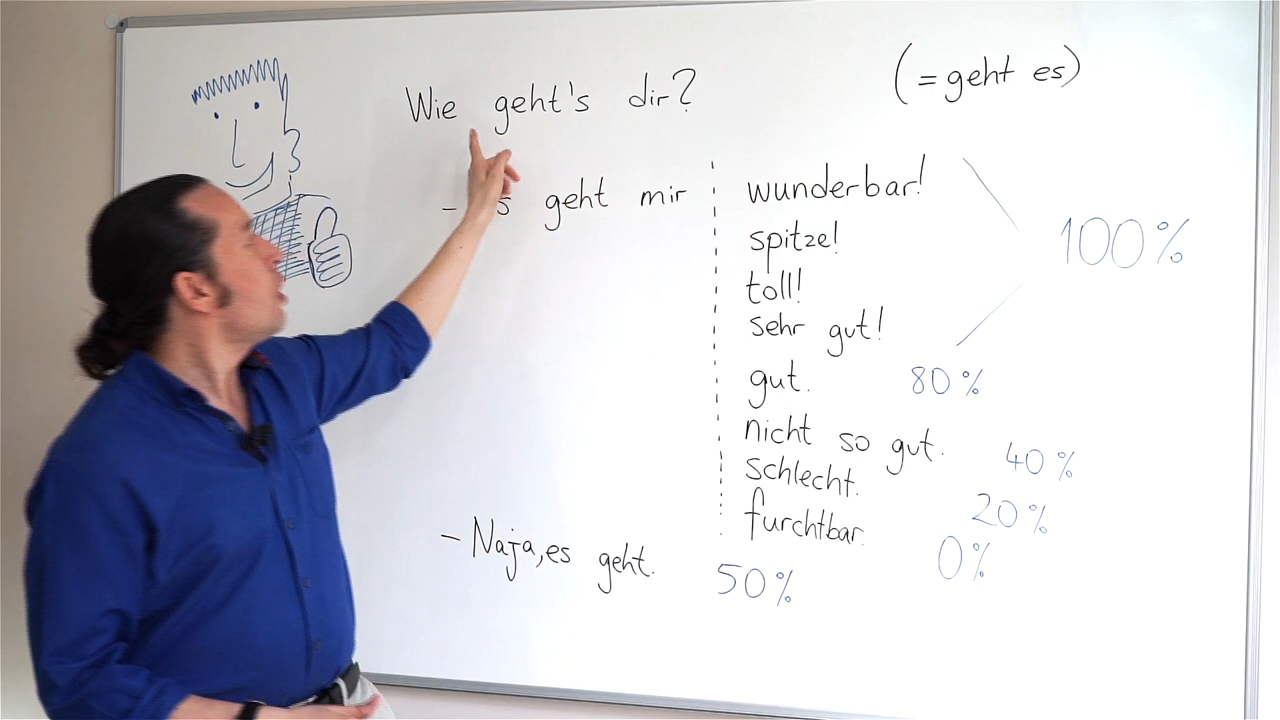 Wie geht's dir?
(= geht es)
- s geht mir
wunderbar!
spitze!
toll!
sehr gut!
100%
gut. 80%
nicht so gut. 40%
schlecht. 20%
furchtbar. 0%
- Naja, es geht. 50%